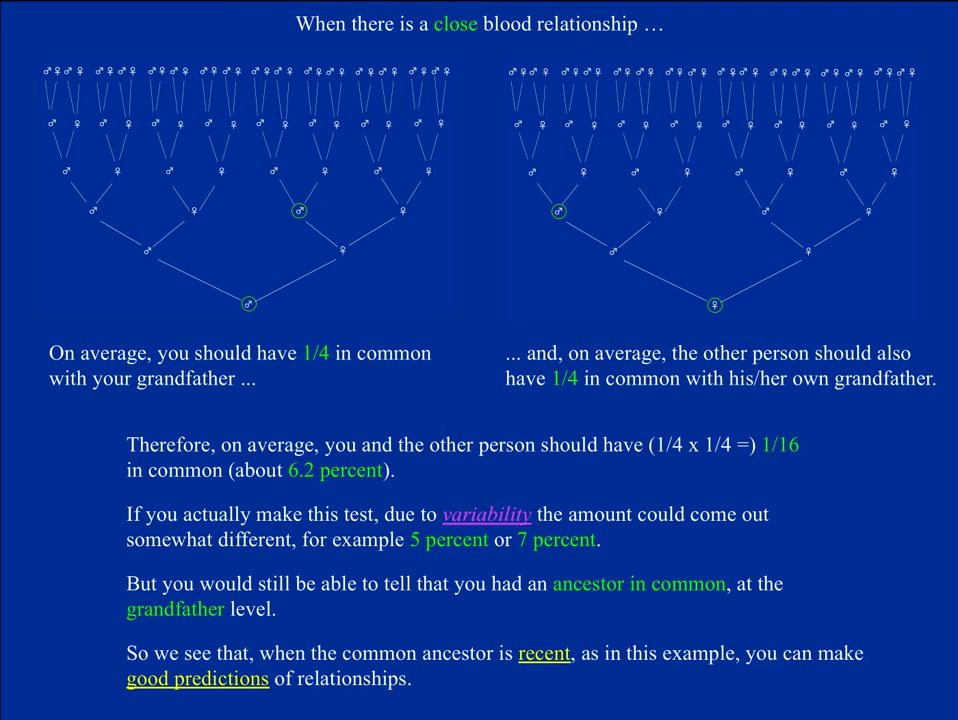 When there is a close blood relationship …
♂♀♂♀ ♂♀♂♀ ♂♀♂♀ ♂♀♂♀ ♂♀♂♀ ♂♀♂♀ ♂♀♂♀ ♂♀♂♀ ♂♀♂♀ ♂♀♂♀ ♂♀♂♀ ♂♀♂♀ ♂♀♂♀ ♂♀♂♀ ♂♀♂♀ ♂♀♂♀
♂ ♀ ♂ ♀ ♂ ♀ ♂ ♀ ♂ ♀ ♂ ♀ ♂ ♀ ♂ ♀ ♂ ♀ ♂ ♀ ♂ ♀ ♂ ♀ ♂ ♀ ♂ ♀ ♂ ♀ ♂ ♀
♂ ♀ ♂ ♀ ♂ ♀ ♂ ♀ ♂ ♀ ♂ ♀ ♂ ♀ ♂ ♀
♂ ♀ ♂ ♀ ♂ ♀ ♂ ♀
♂ ♀ ♂ ♀
♂ ♀
On average, you should have 1/4 in common
with your grandfather ...
... and, on average, the other person should also
have 1/4 in common with his/her own grandfather.
Therefore, on average, you and the other person should have (1/4 x 1/4 =) 1/16
in common (about 6.2 percent).
If you actually make this test, due to variability the amount could come out
somewhat different, for example 5 percent or 7 percent.
But you would still be able to tell that you had an ancestor in common, at the
grandfather level.
So we see that, when the common ancestor is recent, as in this example, you can make
good predictions of relationships.